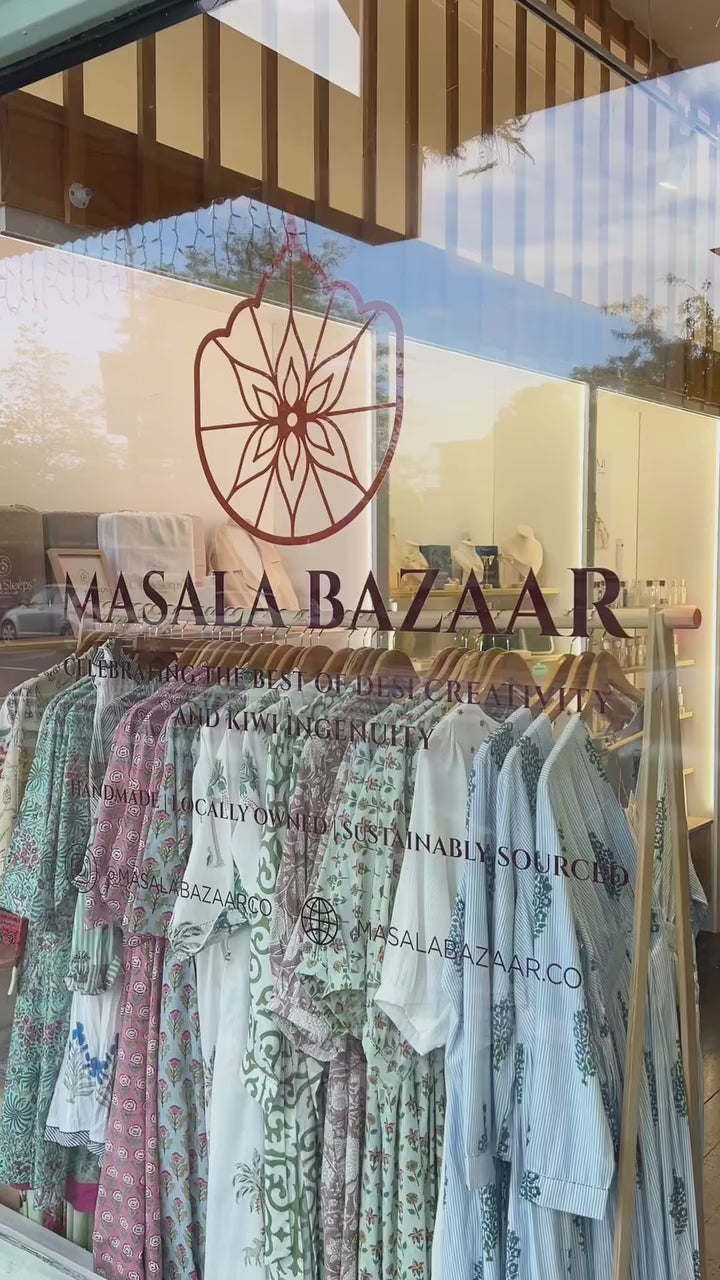 MASALA BAZAAR
CELEBRATING THE BEST OF DESI CREATIVITY
AND KIWI INGENUITY
HANDMADE | LOCALLY OWNED | SUSTAINABLY SOURCED
@MASALABAZAARCO MASALABAZAAR.CO